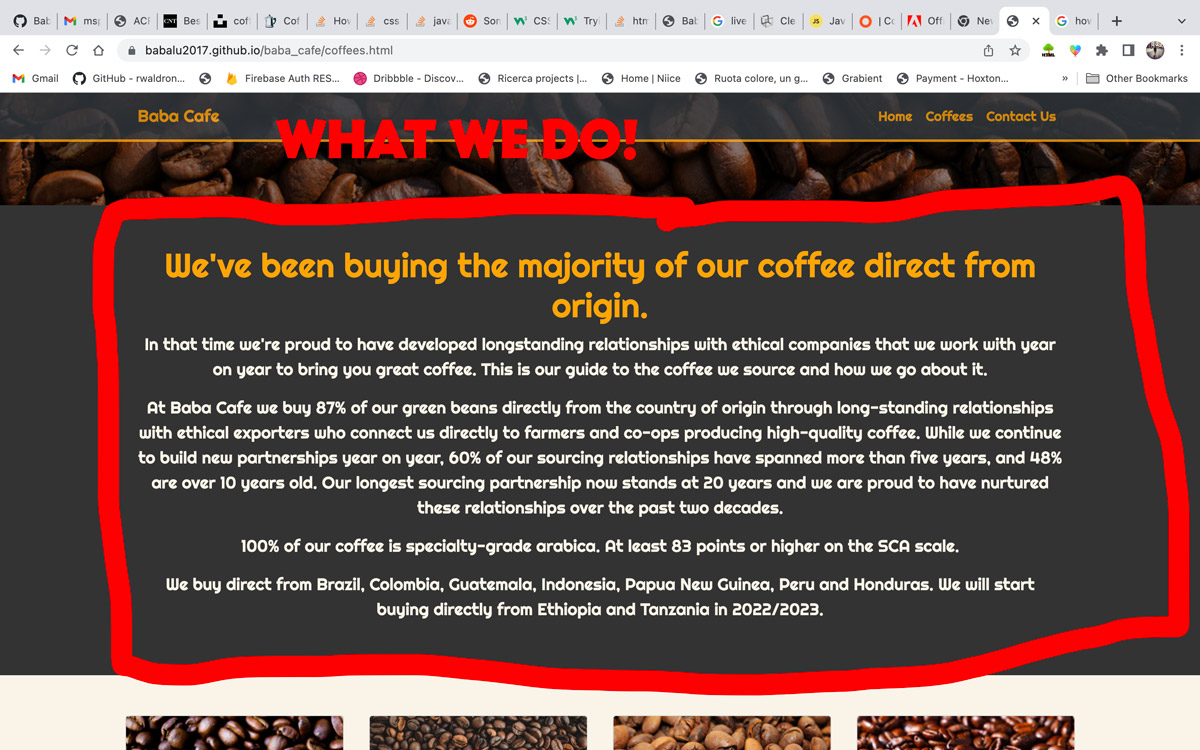 Bab
msp
ACF
Bes
cof
Cof
Hov
css
java
Son
CSS
Tryi
htm
Bab
live
Cle
Jav
| Cc
Off
Nev
how
babalu2017.github.io/baba_cafe/coffees.html
Gmail
GitHub - rwaldron...
Firebase Auth RES...
Dribbble - Discov...
Ricerca projects |...
Home | Niice
Ruota colore, un g...
Grabient
Payment - Hoxton...
»
Other Bookmarks
Baba Cafe
Home
Coffees
Contact Us
WHAT WE DO!
We've been buying the majority of our coffee direct from
origin.
In that time we're proud to have developed longstanding relationships with ethical companies that we work with year
on year to bring you great coffee. This is our guide to the coffee we source and how we go about it.
At Baba Cafe we buy 87% of our green beans directly from the country of origin through long-standing relationships
with ethical exporters who connect us directly to farmers and co-ops producing high-quality coffee. While we continue
to build new partnerships year on year, 60% of our sourcing relationships have spanned more than five years, and 48%
are over 10 years old. Our longest sourcing partnership now stands at 20 years and we are proud to have nurtured
these relationships over the past two decades.
100% of our coffee is specialty-grade arabica. At least 83 points or higher on the SCA scale.
We buy direct from Brazil, Colombia, Guatemala, Indonesia, Papua New Guinea, Peru and Honduras. We will start
buying directly from Ethiopia and Tanzania in 2022/2023.